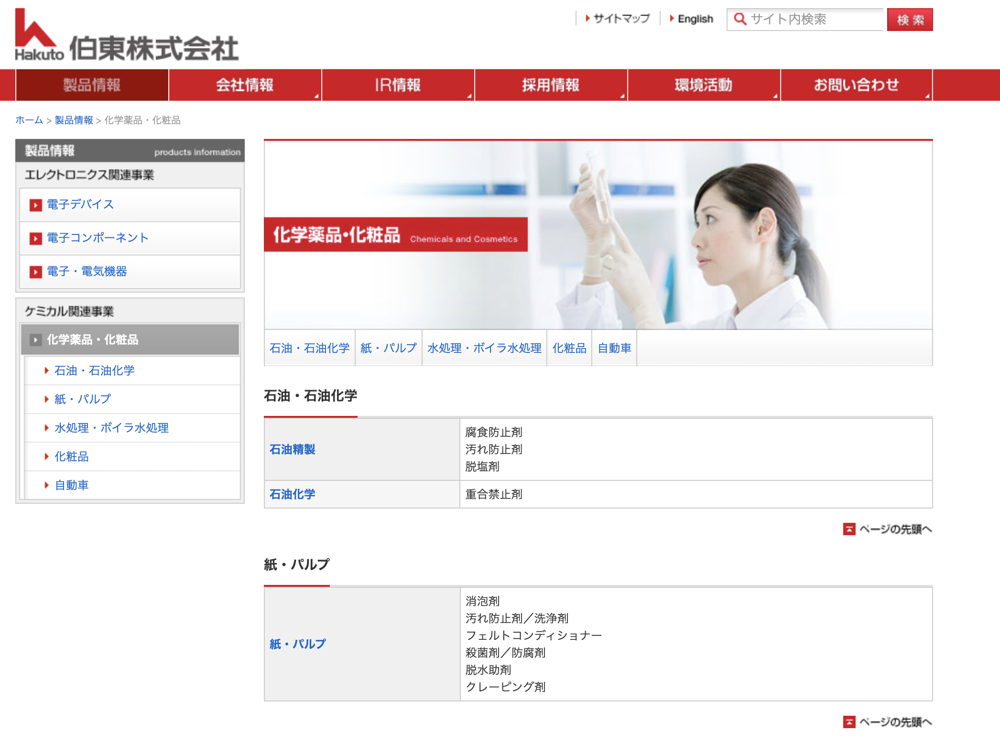 Hakuto 伯東株式会社
サイトマップ
English
サイト内検索
検索
製品情報
会社情報
IR情報
採用情報
環境活動
お問い合わせ
ホーム > 製品情報 > 化学薬品・化粧品
製品情報 products information
エレクトロニクス関連事業
電子デバイス
電子コンポーネント
電子・電気機器
ケミカル関連事業
化学薬品・化粧品
石油・石油化学
紙・パルプ
水処理・ボイラ水処理
化粧品
自動車
化学薬品・化粧品 Chemicals and Cosmetics
石油・石油化学
紙・パルプ
水処理・ボイラ水処理
化粧品
自動車
石油・石油化学
石油精製
腐食防止剤
汚れ防止剤
脱塩剤
石油化学
重合禁止剤
ページの先頭へ
紙・パルプ
紙・パルプ
消泡剤
汚れ防止剤／洗浄剤
フェルトコンディショナー
殺菌剤／防腐剤
脱水助剤
クレーピング剤
ページの先頭へ